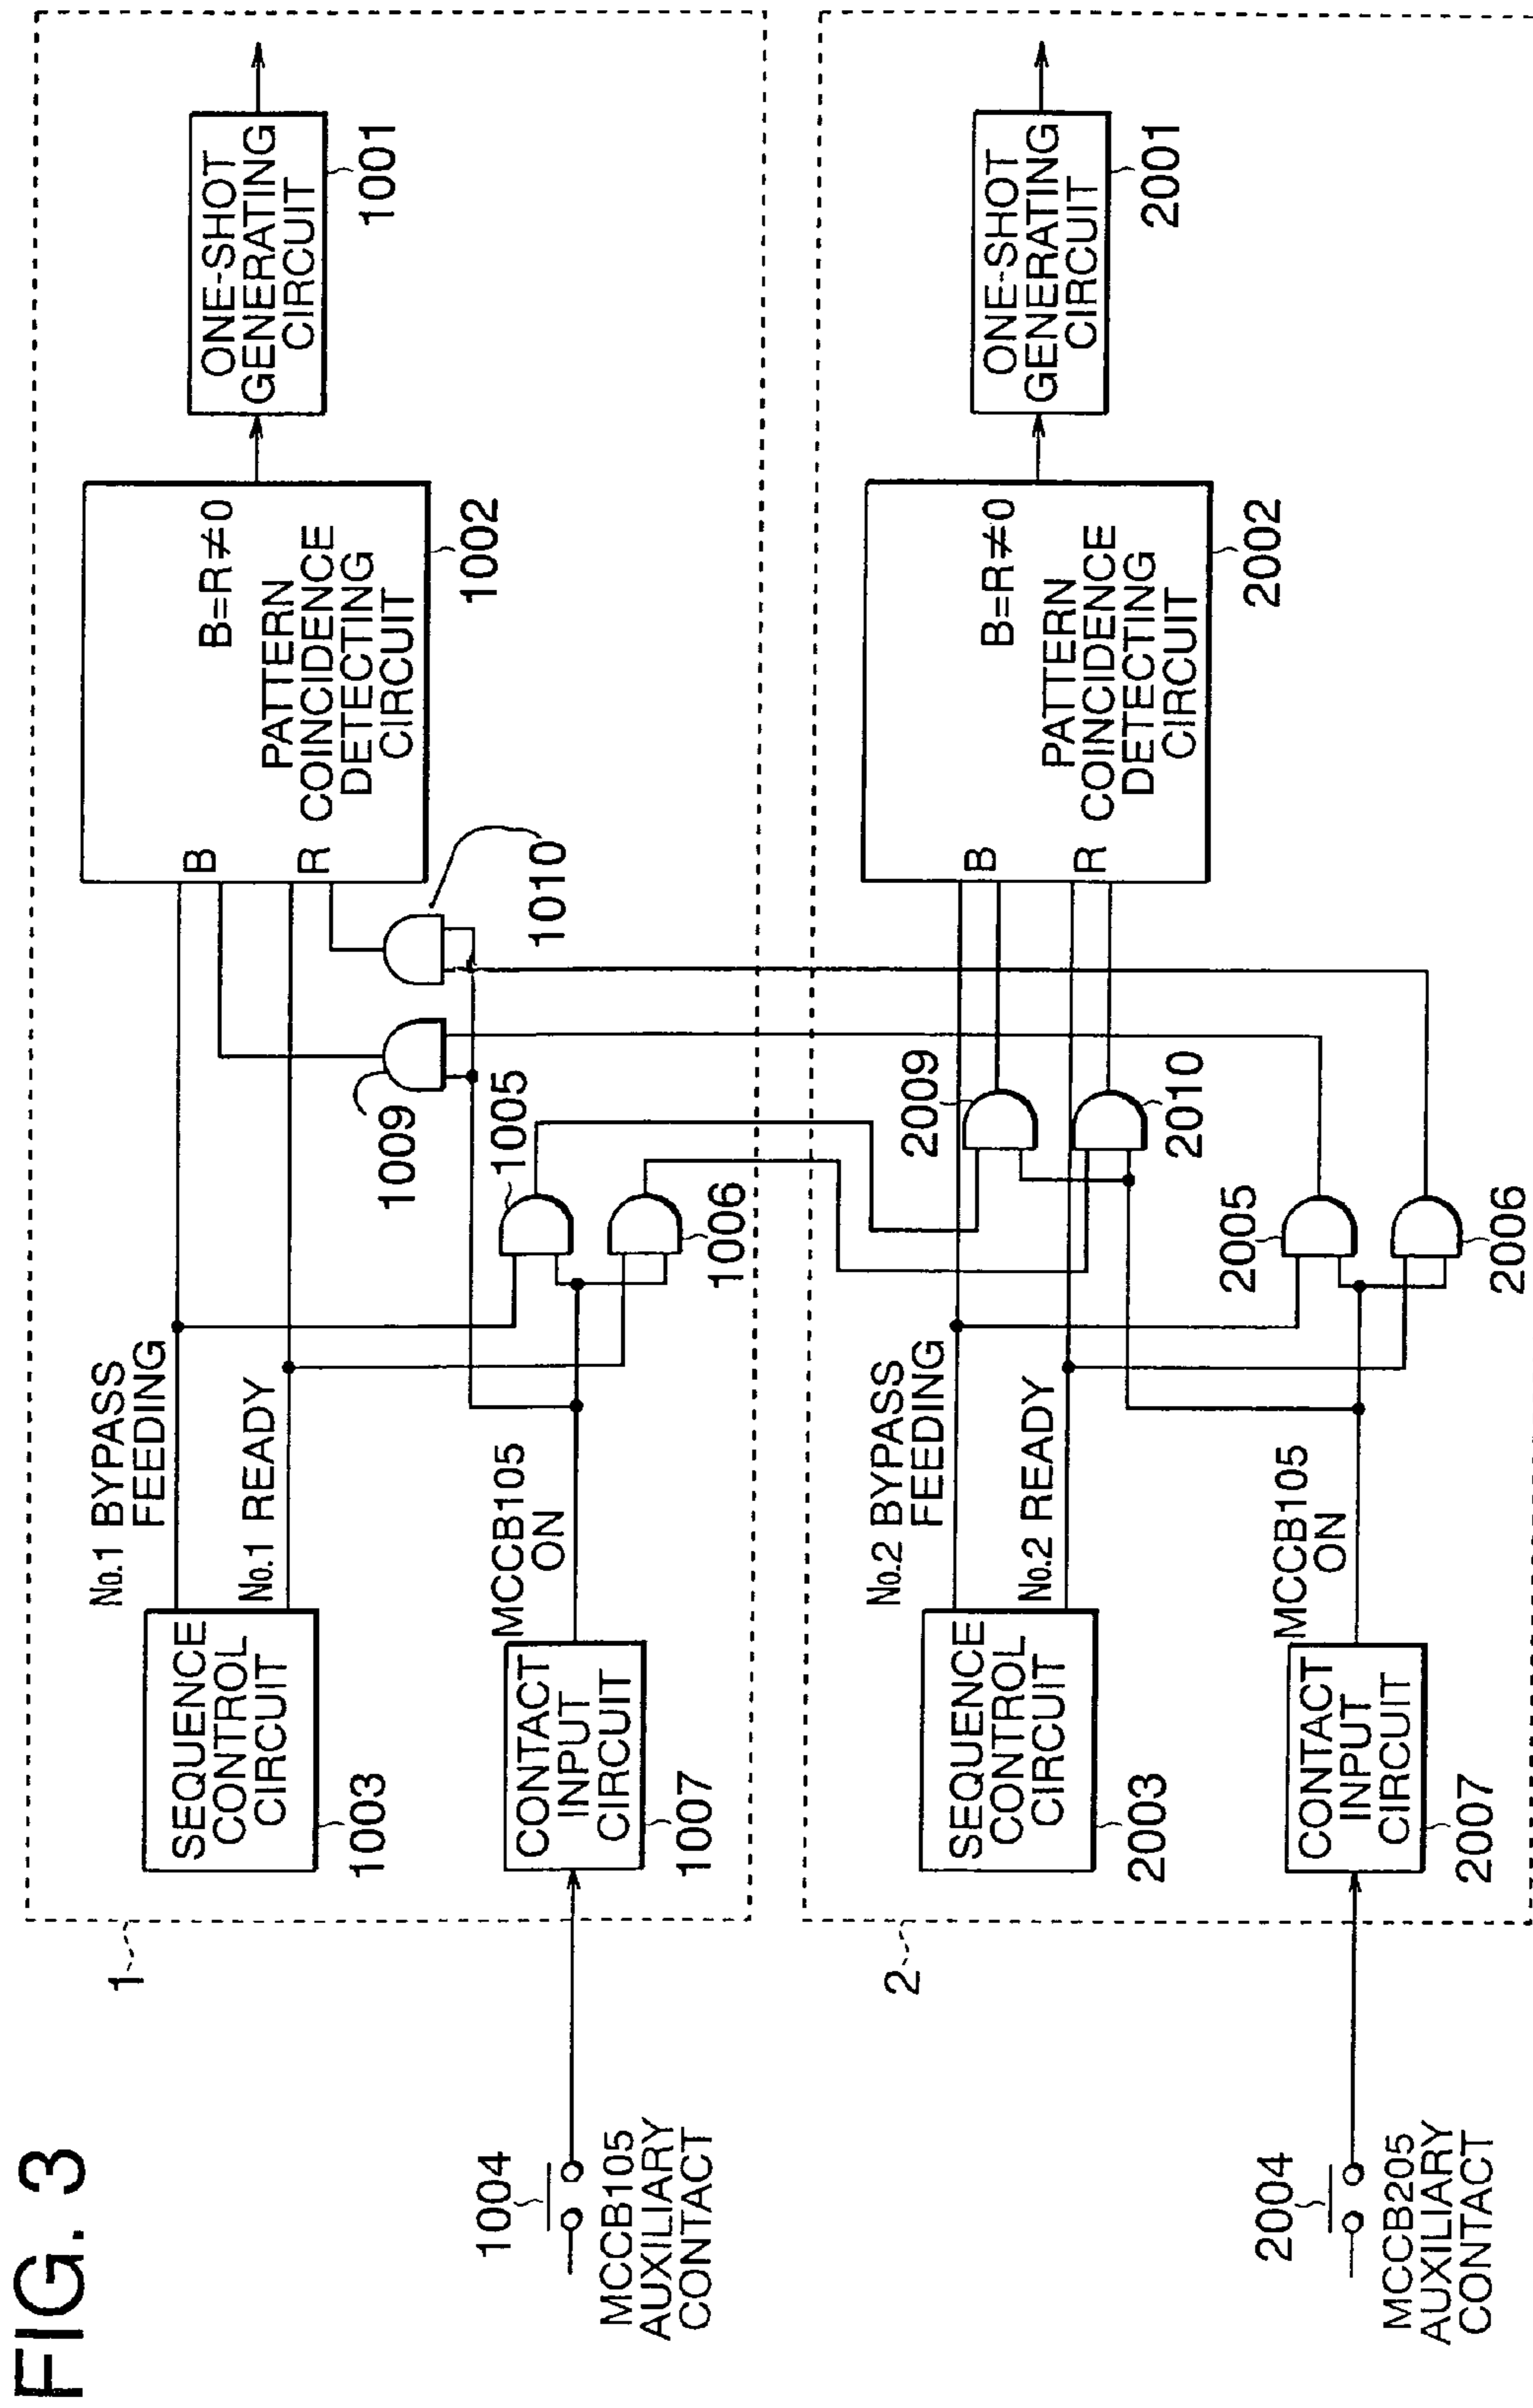 FIG. 3
1
No.1 BYPASS
FEEDING
No.1 READY
SEQUENCE
CONTROL
CIRCUIT
1003
MCCB105
ON
CONTACT
INPUT
CIRCUIT
1007
1004
MCCB105
AUXILIARY
CONTACT
1005
1006
1009
1010
B
R
B=R≠0
PATTERN
COINCIDENCE
DETECTING
CIRCUIT
1002
ONE-SHOT
GENERATING
CIRCUIT
1001
2
No.2 BYPASS
FEEDING
No.2 READY
SEQUENCE
CONTROL
CIRCUIT
2003
MCCB105
ON
CONTACT
INPUT
CIRCUIT
2007
2004
MCCB205
AUXILIARY
CONTACT
2005
2006
2009
2010
B
R
B=R≠0
PATTERN
COINCIDENCE
DETECTING
CIRCUIT
2002
ONE-SHOT
GENERATING
CIRCUIT
2001